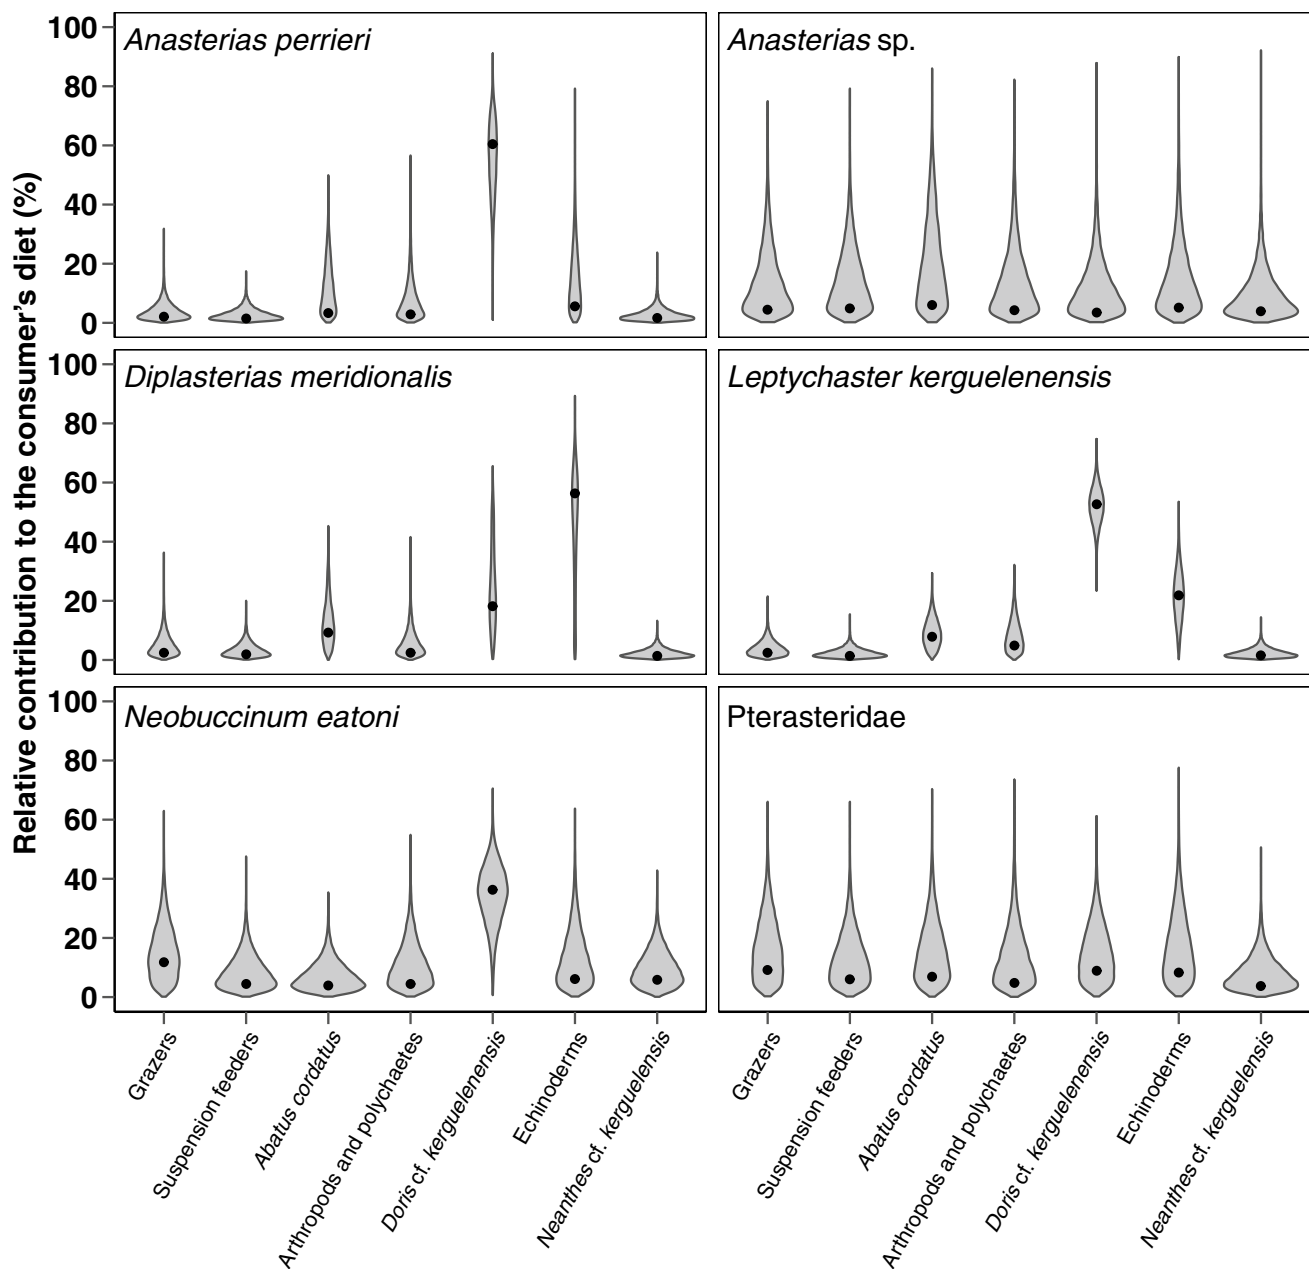 Relative contribution to the consumer's diet (%)
100
80
60
40
20
0
Anasterias perrieri
Anasterias sp.
100
80
60
40
20
0
Diplasterias meridionalis
Leptychaster kerguelenensis
100
80
60
40
20
0
Neobuccinum eatoni
Pterasteridae
Grazers
Suspension feeders
Abatus cordatus
Arthropods and polychaetes
Doris cf. kerguelenensis
Echinoderms
Neanthes cf. kerguelensis
Grazers
Suspension feeders
Abatus cordatus
Arthropods and polychaetes
Doris cf. kerguelenensis
Echinoderms
Neanthes cf. kerguelensis